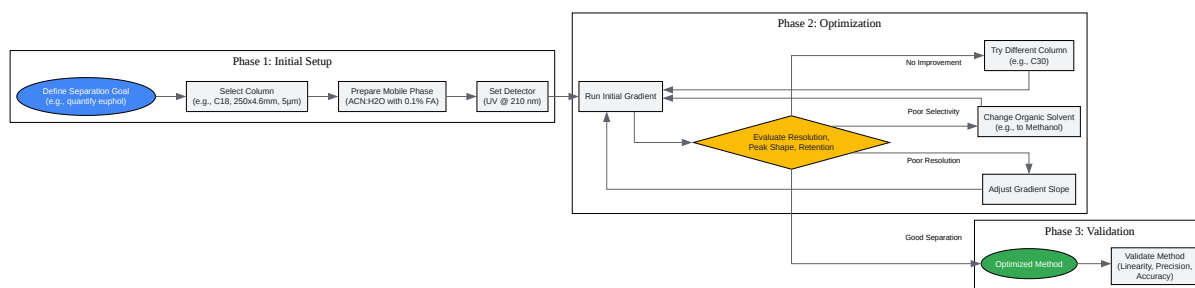 Phase 1: Initial Setup
Define Separation Goal
(e.g., quantify euphol)
Select Column
(e.g., C18, 250x4.6mm, 5µm)
Prepare Mobile Phase
(ACN:H2O with 0.1% FA)
Set Detector
(UV @ 210 nm)
Phase 2: Optimization
Run Initial Gradient
Evaluate Resolution,
Peak Shape, Retention
No Improvement
Try Different Column
(e.g., C30)
Poor Selectivity
Change Organic Solvent
(e.g., to Methanol)
Poor Resolution
Adjust Gradient Slope
Good Separation
Phase 3: Validation
Optimized Method
Validate Method
(Linearity, Precision,
Accuracy)